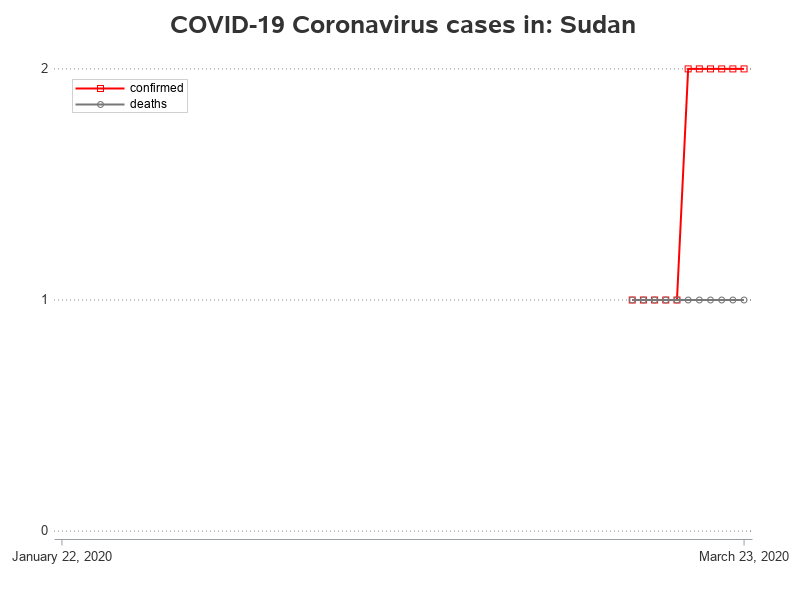 COVID-19 Coronavirus cases in: Sudan
2
confirmed
deaths
1
0
January 22, 2020
March 23, 2020